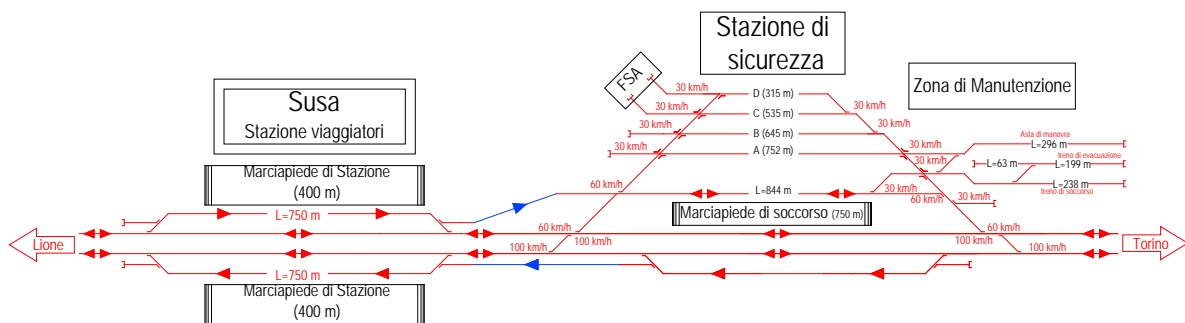 Stazione di
sicurezza
Zona di Manutenzione
Susa
Stazione viaggiatori
FSA
30 km/h
30 km/h
30 km/h
30 km/h
D (315 m)
C (535 m)
B (645 m)
A (752 m)
30 km/h
30 km/h
30 km/h
30 km/h
30 km/h
60 km/h
Asta di manovra
L=296 m
treno di evacuazione
L=63 m
L=199 m
L=238 m
treno di soccorso
30 km/h
Marciapiede di Stazione
(400 m)
60 km/h
L=844 m
Marciapiede di soccorso (750 m)
L=750 m
60 km/h
100 km/h
100 km/h
60 km/h
100 km/h
100 km/h
Lione
Torino
L=750 m
Marciapiede di Stazione
(400 m)